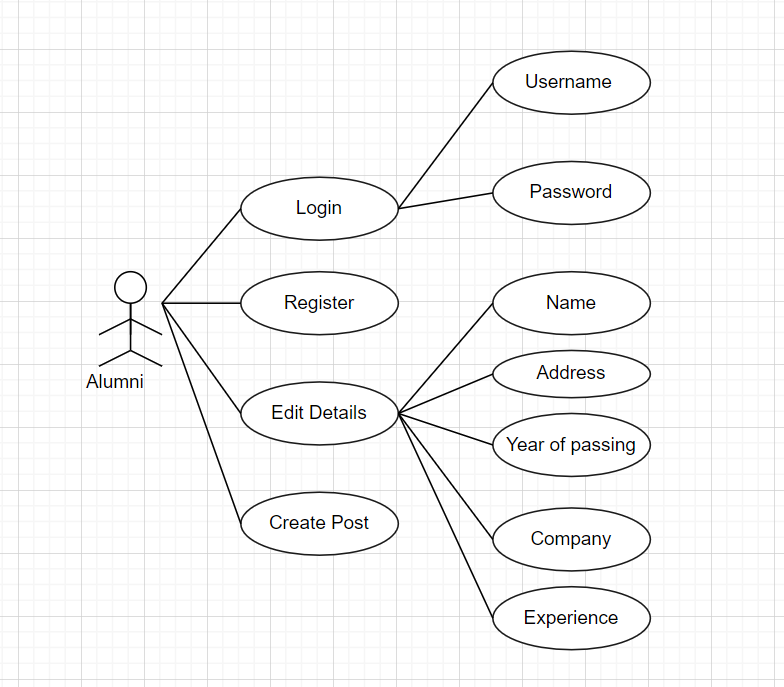 Username
Password
Login
Register
Alumni
Edit Details
Create Post
Name
Address
Year of passing
Company
Experience